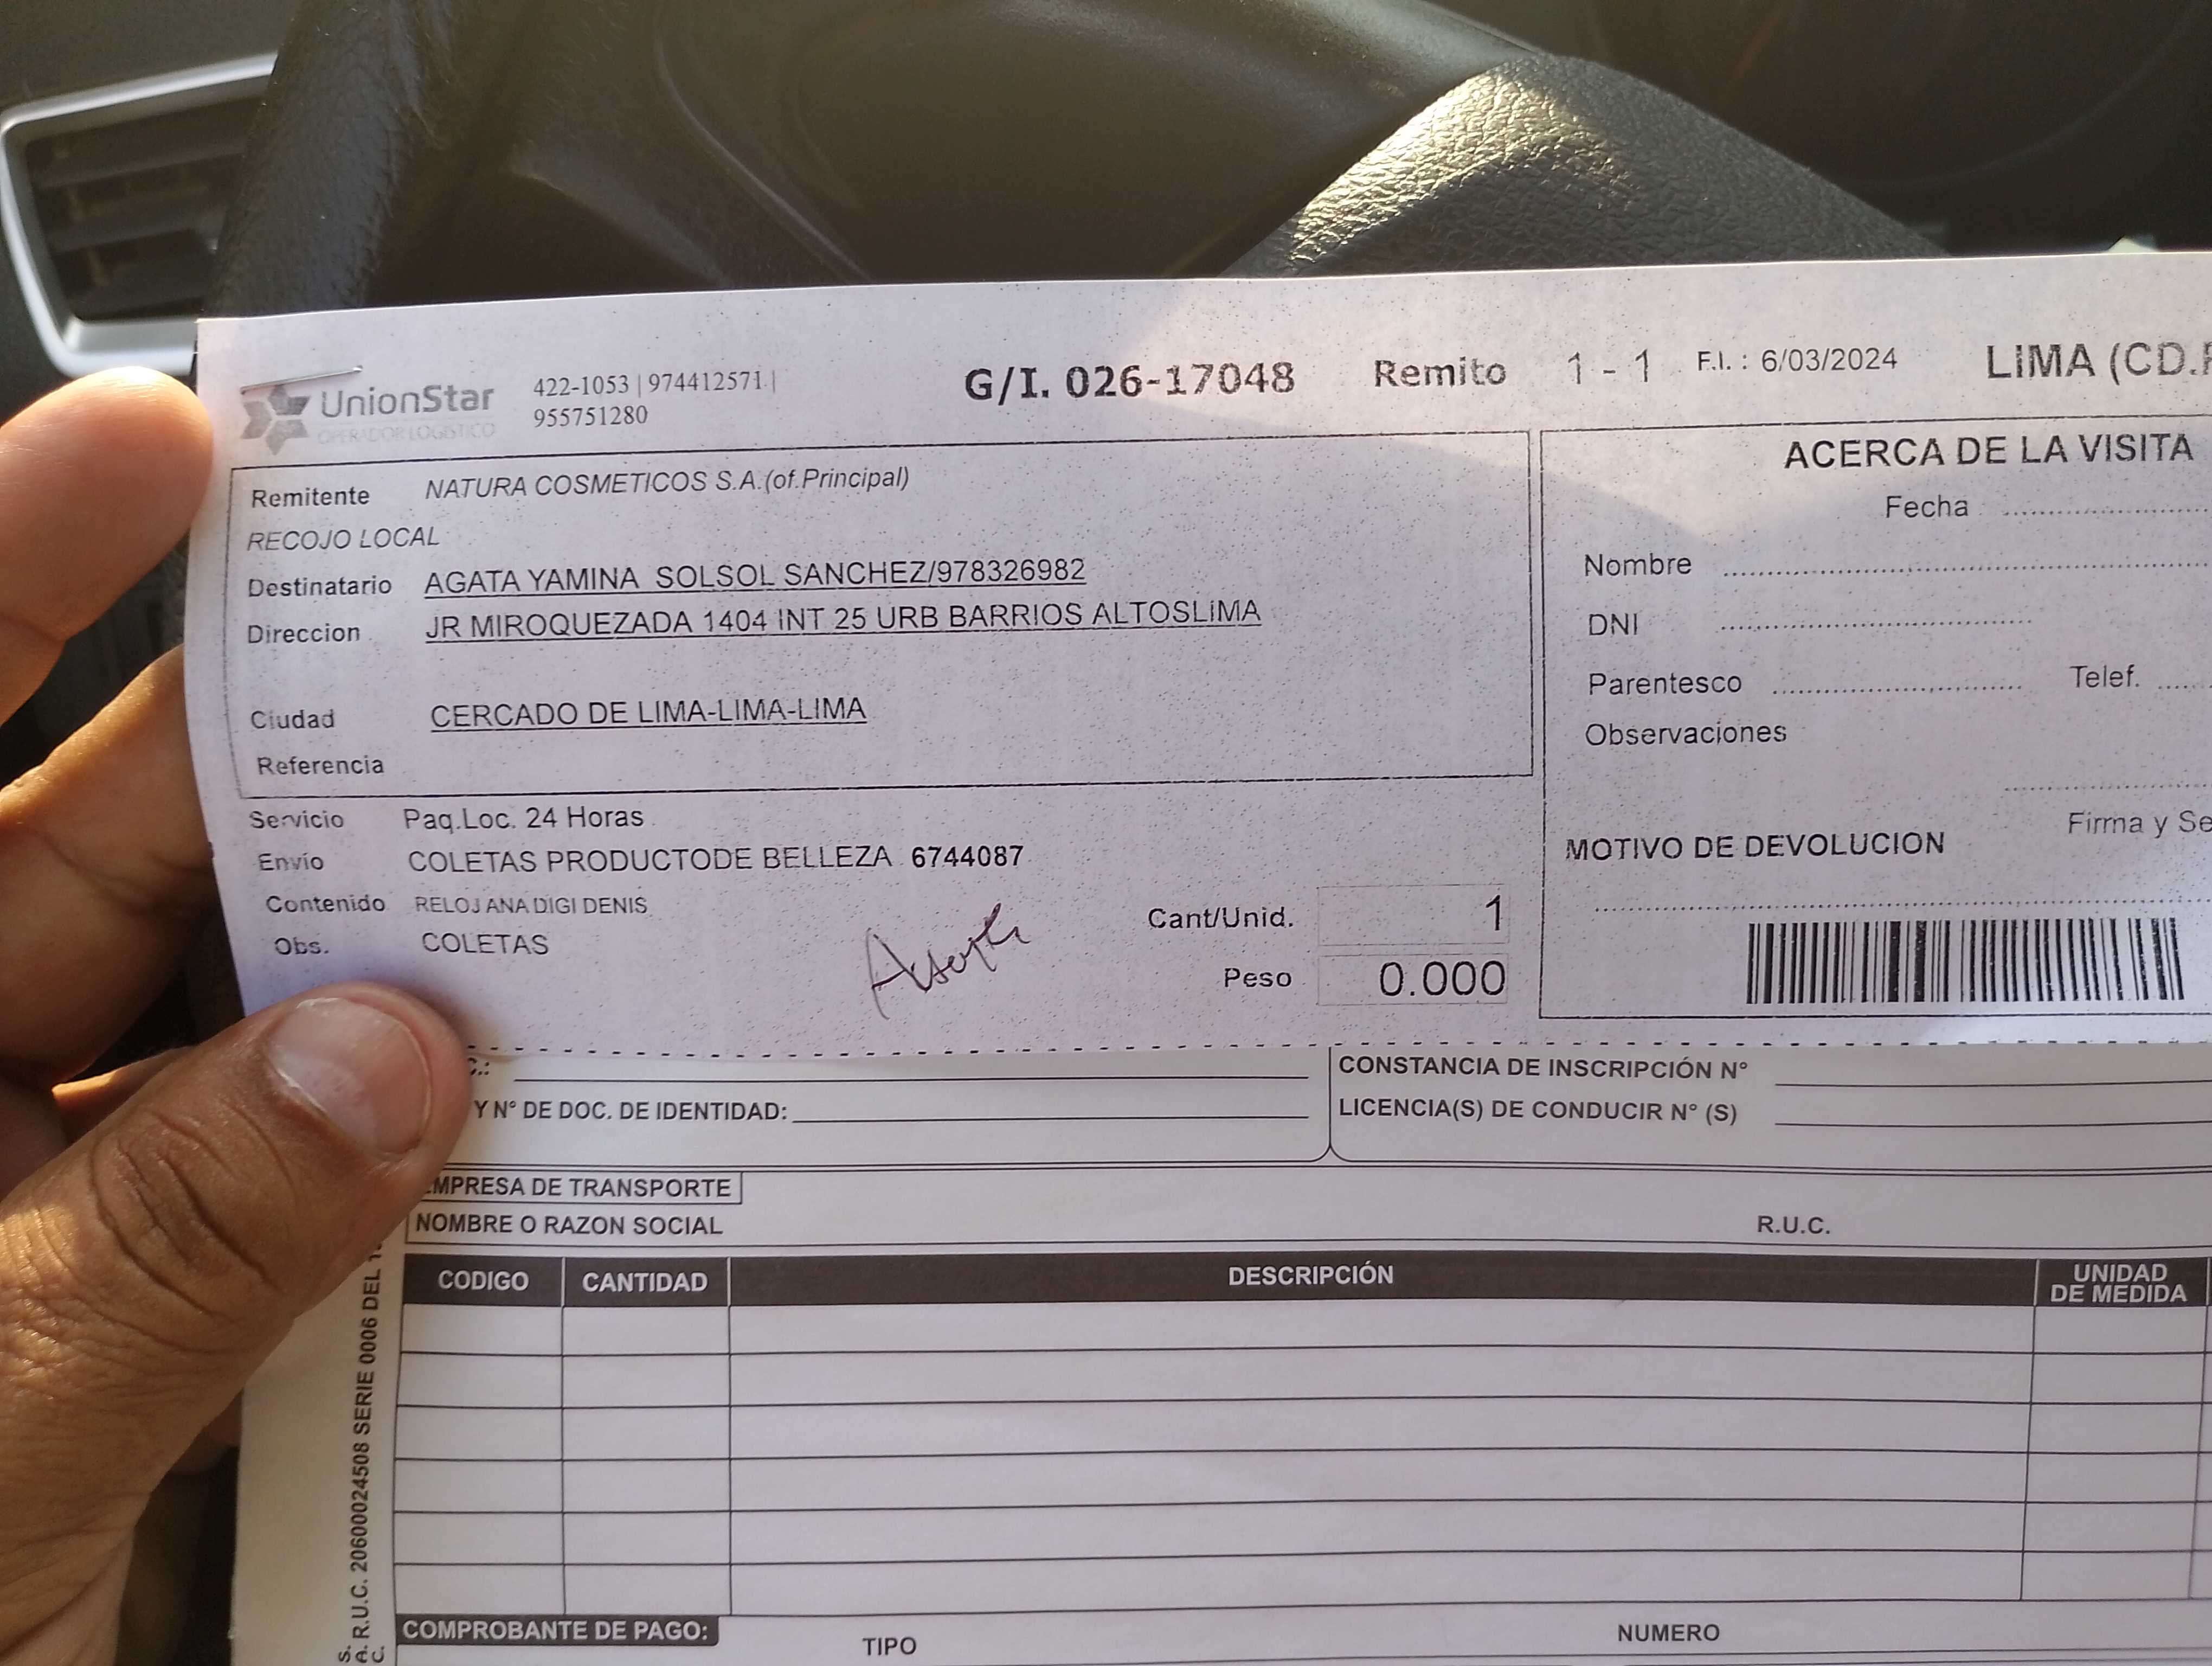 UnionStar
OPERADOR LOGISTICO
422-1053 | 974412571 |
955751280
G/I. 026-17048 Remito 1 - 1 F.I. : 6/03/2024 LIMA (CD.P
Remitente NATURA COSMETICOS S.A.(of.Principal)
RECOJO LOCAL
Destinatario AGATA YAMINA SOLSOL SANCHEZ/978326982
Direccion JR MIROQUEZADA 1404 INT 25 URB BARRIOS ALTOSLIMA
Ciudad CERCADO DE LIMA-LIMA-LIMA
Referencia
Servicio Paq.Loc. 24 Horas
Envío COLETAS PRODUCTODE BELLEZA 6744087
Contenido RELOJ ANA DIGI DENIS
Obs. COLETAS
Cant/Unid. 1
Peso 0.000
ACERCA DE LA VISITA
Fecha
Nombre
DNI
Parentesco Telef.
Observaciones
Firma y Se
MOTIVO DE DEVOLUCION
C.:
Y N° DE DOC. DE IDENTIDAD:
CONSTANCIA DE INSCRIPCIÓN N°
LICENCIA(S) DE CONDUCIR N° (S)
EMPRESA DE TRANSPORTE
NOMBRE O RAZON SOCIAL R.U.C.
CODIGO CANTIDAD DESCRIPCIÓN UNIDAD DE MEDIDA
COMPROBANTE DE PAGO:
TIPO NUMERO
R.U.C. 20600024508 SERIE 0006 DEL